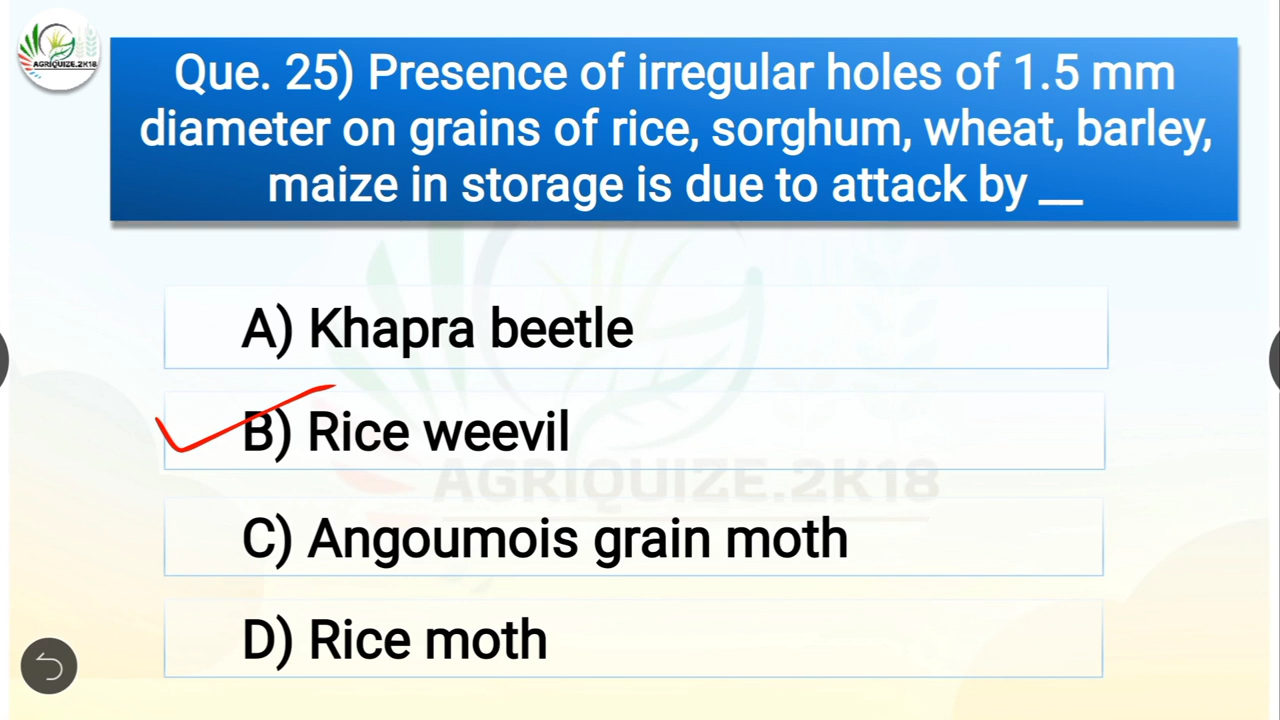 AGRIQUIZE.2K18
Que. 25) Presence of irregular holes of 1.5 mm
diameter on grains of rice, sorghum, wheat, barley,
maize in storage is due to attack by __
A) Khapra beetle
B) Rice weevil
AGRIQUIZE.2K18
C) Angoumois grain moth
D) Rice moth